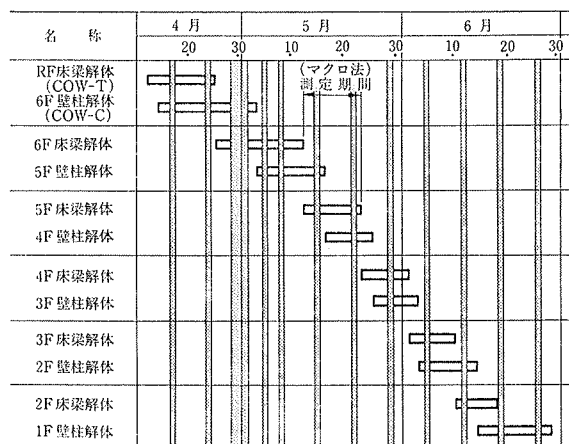 名 称
4 月
5 月
6 月
20
30
10
20
30
10
20
30
(マクロ法)
測定期間
RF床梁解体
(COW-T)
6F壁柱解体
(COW-C)
6F床梁解体
5F壁柱解体
5F床梁解体
4F壁柱解体
4F床梁解体
3F壁柱解体
3F床梁解体
2F壁柱解体
2F床梁解体
1F壁柱解体